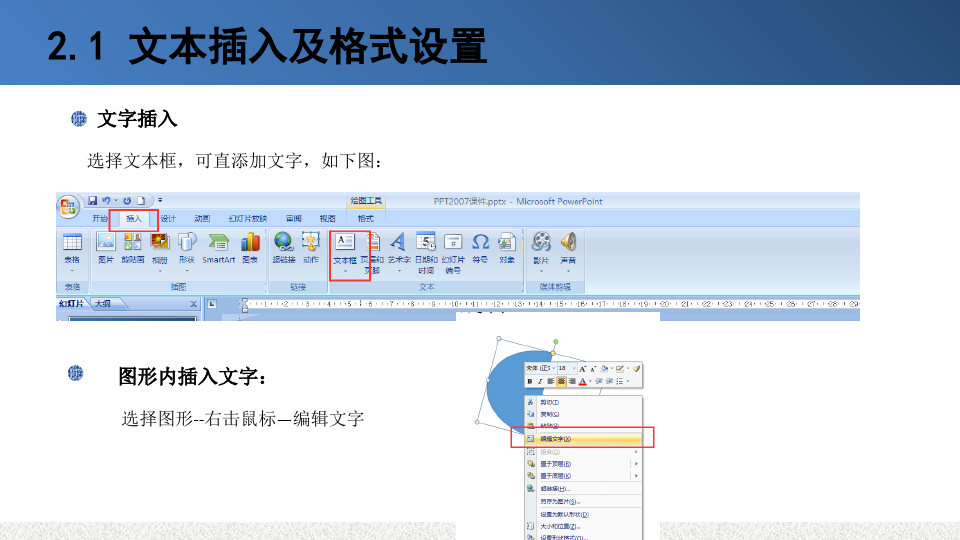 2.1 文本插入及格式设置
文字插入
选择文本框，可直添加文字，如下图：
绘图工具
PPT2007课件.pptx - Microsoft PowerPoint
开始 插入 设计 动画 幻灯片放映 审阅 视图 格式
表格 图片 剪贴画 相册 形状 SmartArt 图表 超链接 动作 文本框 页眉和页脚 艺术字 日期和时间 幻灯片编号 符号 对象 影片 声音
表格 插图 链接 文本 媒体剪辑
幻灯片 大纲 X
图形内插入文字：
选择图形--右击鼠标—编辑文字
18
B I
剪切(T)
复制(C)
粘贴(P)
编辑文字(X)
组合(G)
置于顶层(R)
置于底层(K)
超链接(H)...
另存为图片(S)...
设置为默认形状(D)
大小和位置(Z)...
设置形状格式(O)...